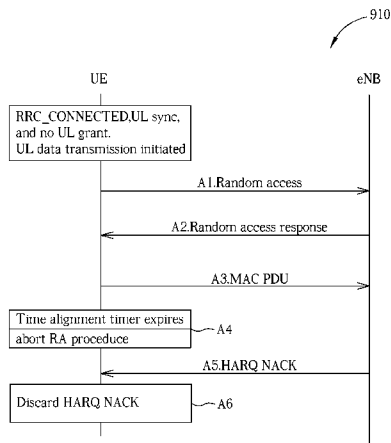 910
UE
eNB
RRC_CONNECTED,UL sync,
and no UL grant.
UL data transmission initiated
A1.Random access
A2.Random access response
A3.MAC PDU
Time alignment timer expires
abort RA proceduce
A4
A5.HARQ NACK
Discard HARQ NACK
A6